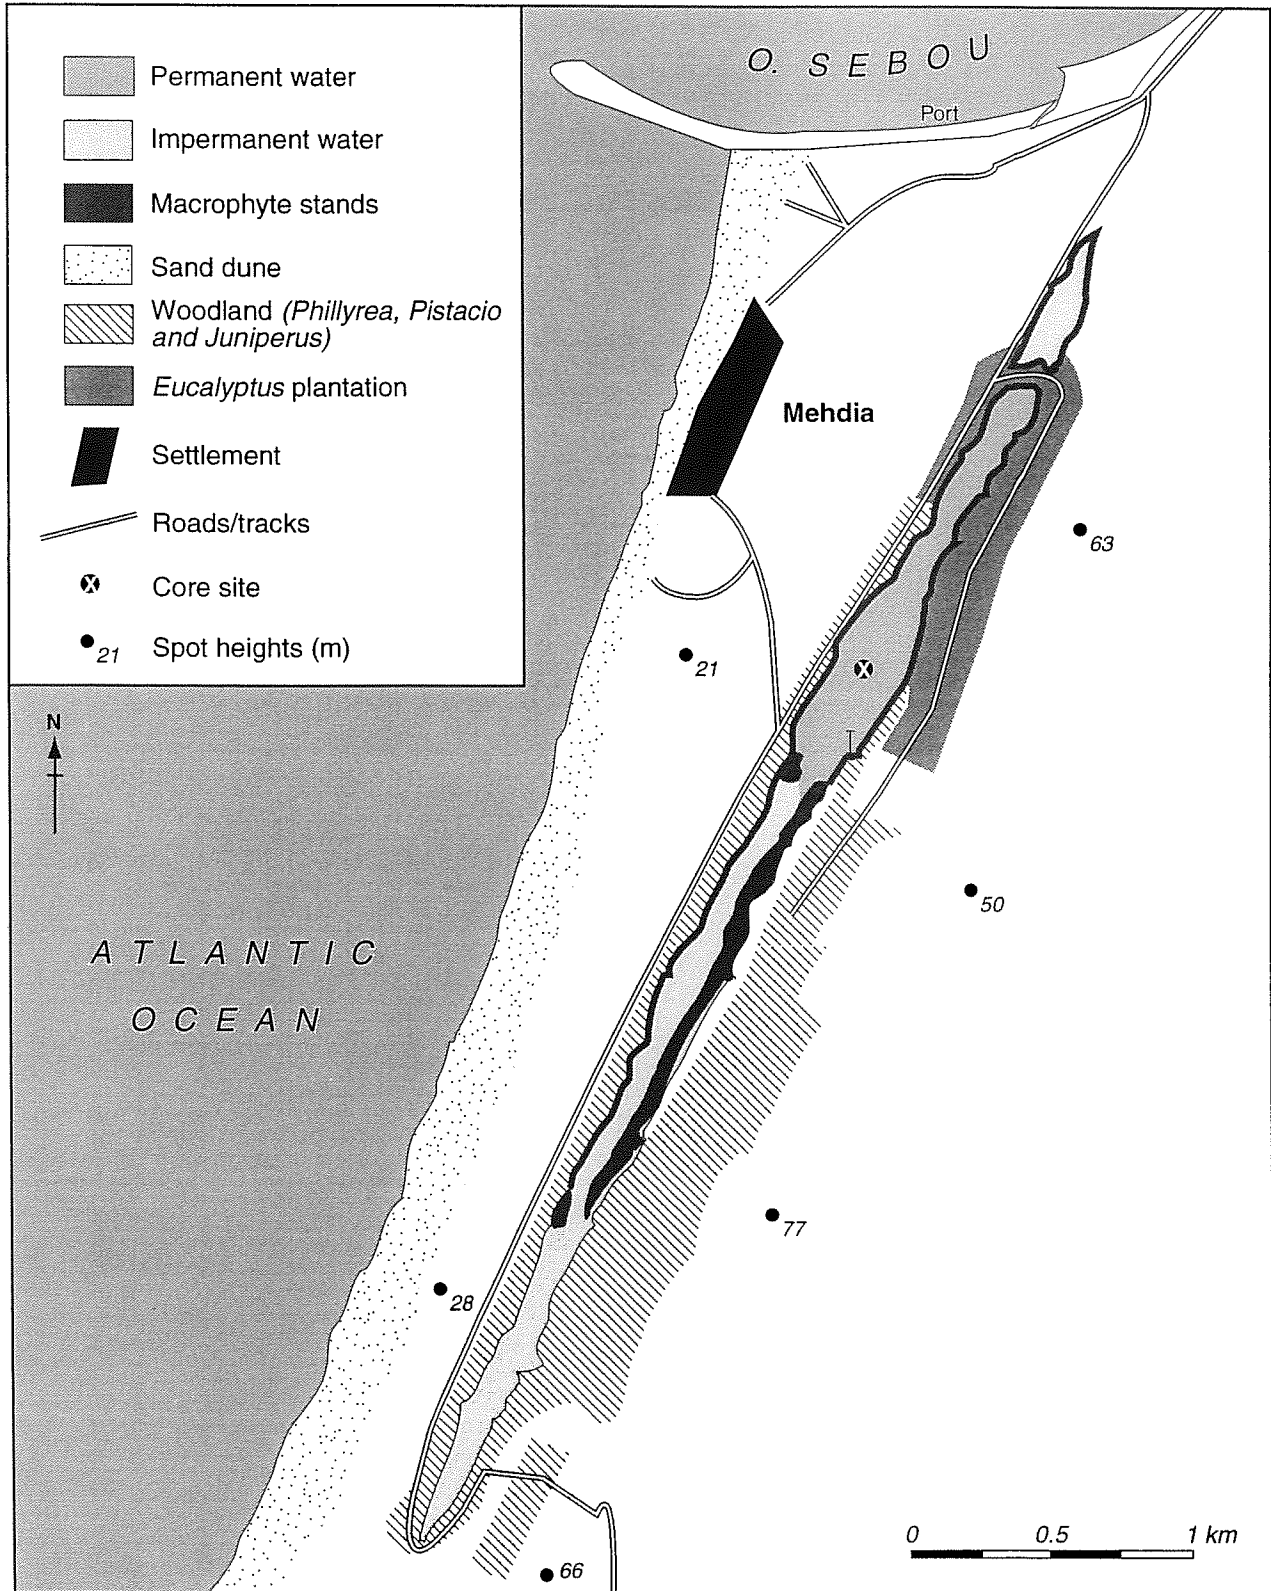 O. SEBOU
Port
Permanent water
Impermanent water
Macrophyte stands
Sand dune
Woodland (Phillyrea, Pistacio
and Juniperus)
Eucalyptus plantation
Settlement
Roads/tracks
X
Core site
21
Spot heights (m)
N
Mehdia
63
21
X
T
50
ATLANTIC
OCEAN
77
28
66
0 0.5 1 km